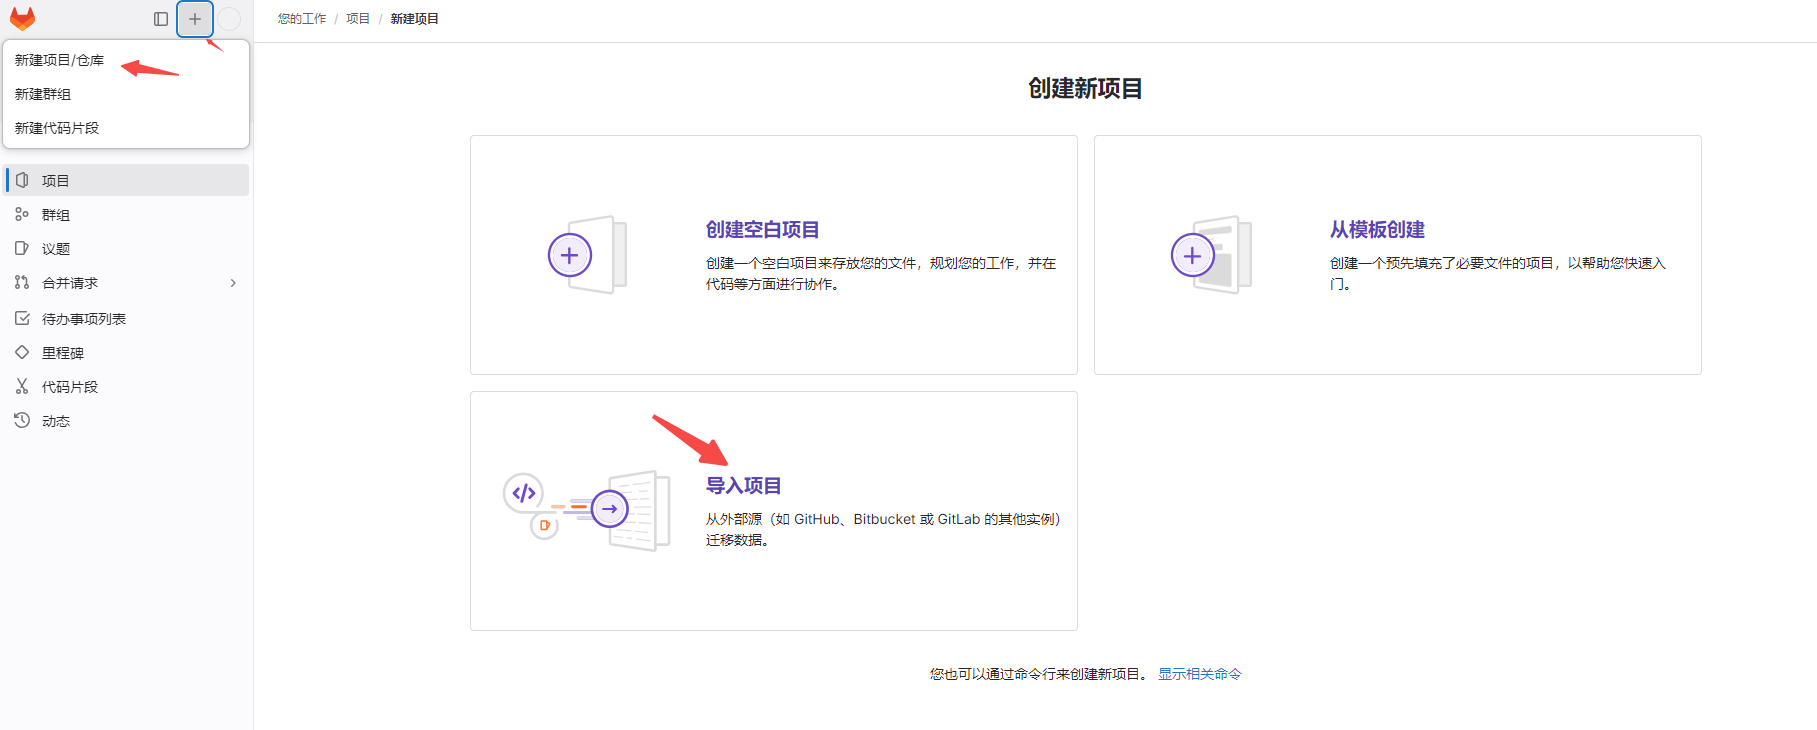 您的工作 / 项目 / 新建项目
新建项目/仓库
新建群组
新建代码片段
项目
群组
议题
合并请求
待办事项列表
里程碑
代码片段
动态
创建新项目
创建空白项目
创建一个空白项目来存放您的文件，规划您的工作，并在
代码等方面进行协作。
从模板创建
创建一个预先填充了必要文件的项目，以帮助您快速入
门。
导入项目
从外部源（如 GitHub、Bitbucket 或 GitLab 的其他实例）
迁移数据。
您也可以通过命令行来创建新项目。 显示相关命令